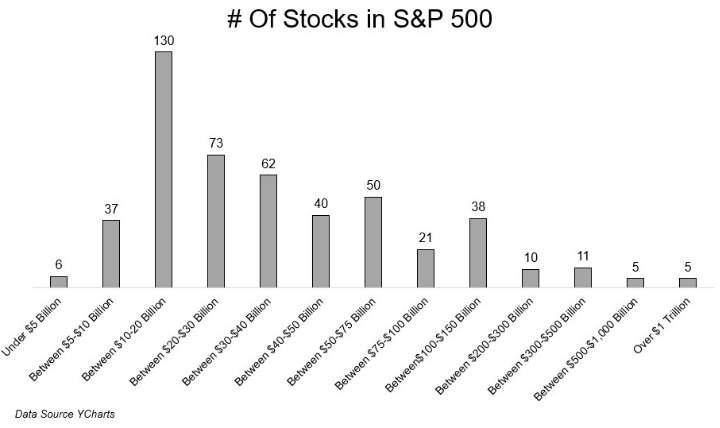 # Of Stocks in S&P 500
6
37
130
73
62
40
50
21
38
10
11
5
5
Under $5 Billion
Between $5-$10 Billion
Between $10-20 Billion
Between $20-$30 Billion
Between $30-$40 Billion
Between $40-$50 Billion
Between $50-$75 Billion
Between $75-$100 Billion
Between$100-$150 Billion
Between $200-$300 Billion
Between $300-$500 Billion
Between $500-$1,000 Billion
Over $1 Trillion
Data Source YCharts